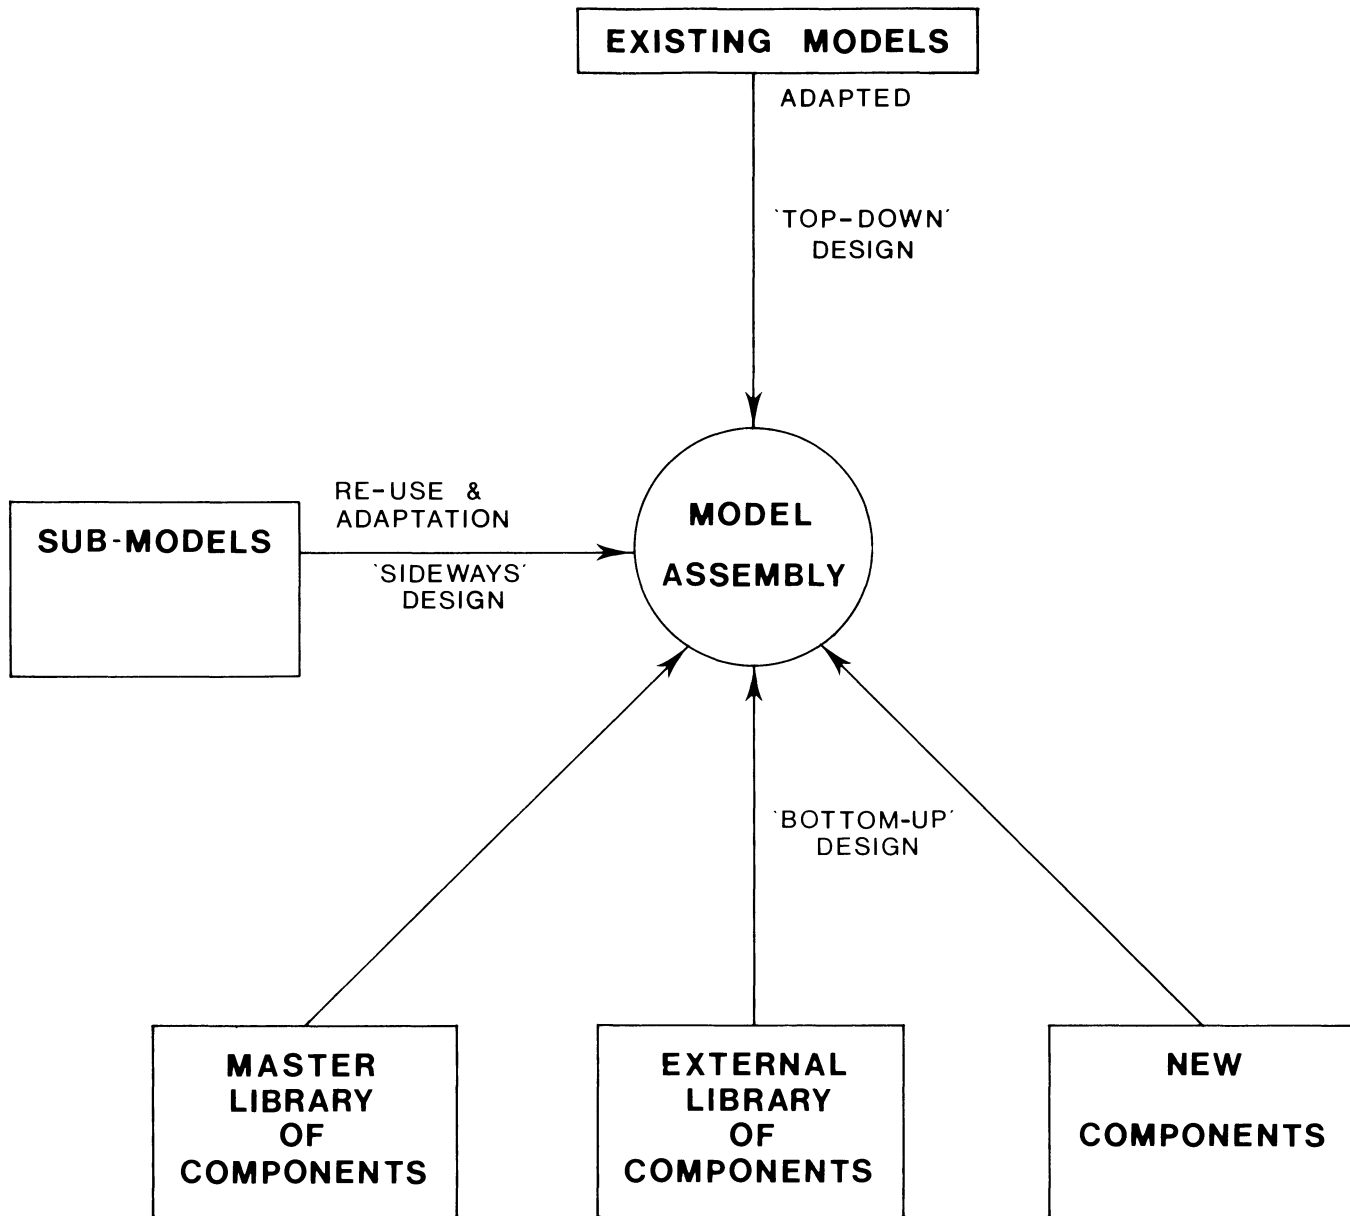 EXISTING MODELS
ADAPTED
'TOP-DOWN'
DESIGN
RE-USE &
ADAPTATION
SUB-MODELS
'SIDEWAYS'
DESIGN
MODEL
ASSEMBLY
'BOTTOM-UP'
DESIGN
MASTER
LIBRARY
OF
COMPONENTS
EXTERNAL
LIBRARY
OF
COMPONENTS
NEW
COMPONENTS